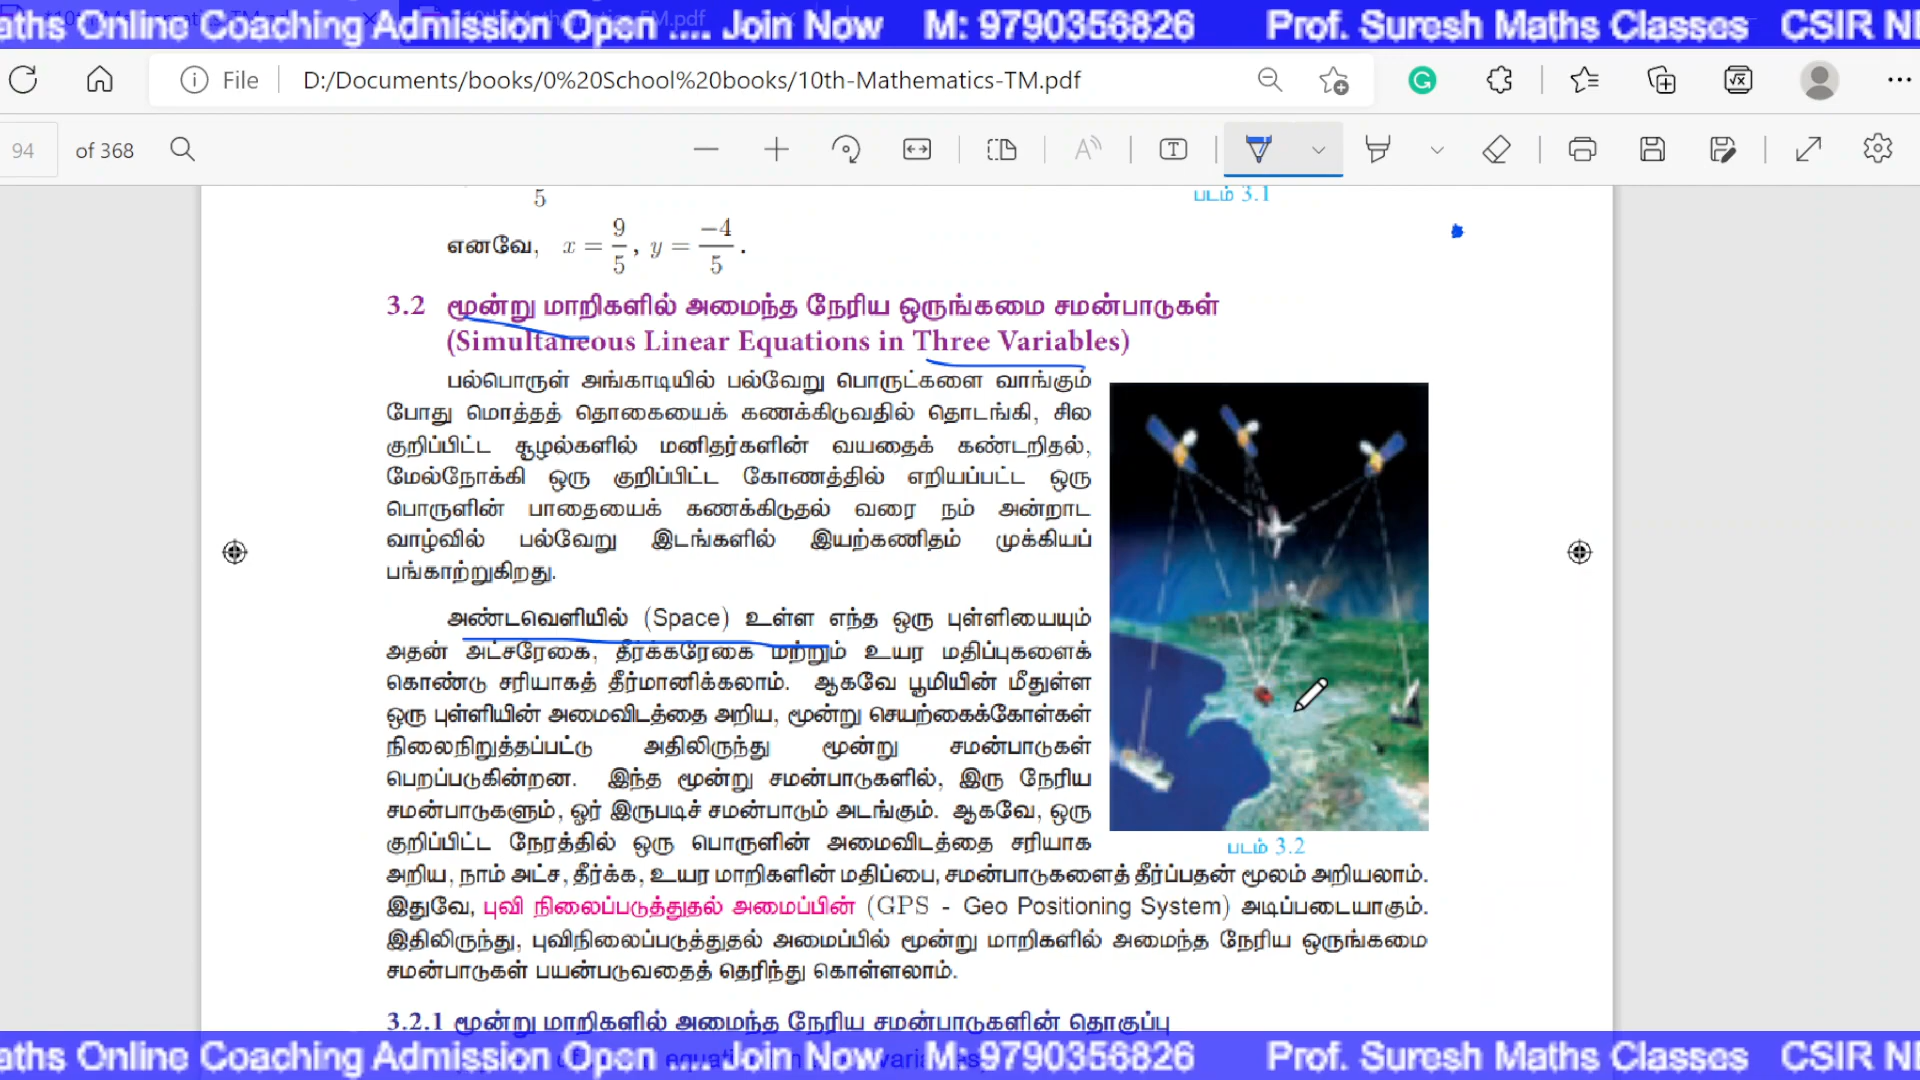 aths Online Coaching Admission Open .... Join Now M: 9790356826 Prof. Suresh Maths Classes CSIR NE
File D:/Documents/books/0%20School%20books/10th-Mathematics-TM.pdf
94 of 368
5
படம் 3.1
எனவே, x = 9/5, y = -4/5.
3.2 மூன்று மாறிகளில் அமைந்த நேரிய ஒருங்கமை சமன்பாடுகள்
(Simultaneous Linear Equations in Three Variables)
பல்பொருள் அங்காடியில் பல்வேறு பொருட்களை வாங்கும்
போது மொத்தத் தொகையைக் கணக்கிடுவதில் தொடங்கி, சில
குறிப்பிட்ட சூழல்களில் மனிதர்களின் வயதைக் கண்டறிதல்,
மேல்நோக்கி ஒரு குறிப்பிட்ட கோணத்தில் எறியப்பட்ட ஒரு
பொருளின் பாதையைக் கணக்கிடுதல் வரை நம் அன்றாட
வாழ்வில் பல்வேறு இடங்களில் இயற்கணிதம் முக்கியப்
பங்காற்றுகிறது.
அண்டவெளியில் (Space) உள்ள எந்த ஒரு புள்ளியையும்
அதன் அட்சரேகை, தீர்க்கரேகை மற்றும் உயர மதிப்புகளைக்
கொண்டு சரியாகத் தீர்மானிக்கலாம். ஆகவே பூமியின் மீதுள்ள
ஒரு புள்ளியின் அமைவிடத்தை அறிய, மூன்று செயற்கைக்கோள்கள்
நிலைநிறுத்தப்பட்டு அதிலிருந்து மூன்று சமன்பாடுகள்
பெறப்படுகின்றன. இந்த மூன்று சமன்பாடுகளில், இரு நேரிய
சமன்பாடுகளும், ஓர் இருபடிச் சமன்பாடும் அடங்கும். ஆகவே, ஒரு
குறிப்பிட்ட நேரத்தில் ஒரு பொருளின் அமைவிடத்தை சரியாக
படம் 3.2
அறிய, நாம் அட்ச, தீர்க்க, உயர மாறிகளின் மதிப்பை, சமன்பாடுகளைத் தீர்ப்பதன் மூலம் அறியலாம்.
இதுவே, புவி நிலைப்படுத்துதல் அமைப்பின் (GPS - Geo Positioning System) அடிப்படையாகும்.
இதிலிருந்து, புவிநிலைப்படுத்துதல் அமைப்பில் மூன்று மாறிகளில் அமைந்த நேரிய ஒருங்கமை
சமன்பாடுகள் பயன்படுவதைத் தெரிந்து கொள்ளலாம்.
3.2.1 மூன்று மாறிகளில் அமைந்த நேரிய சமன்பாடுகளின் தொகுப்பு
aths Online Coaching Admission Open .... Join Now M: 9790356826 Prof. Suresh Maths Classes CSIR NE